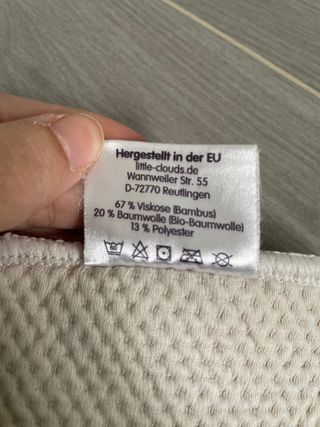 Hergestellt in der EU
little-clouds.de
Wannweiler Str. 55
D-72770 Reutlingen
67 % Viskose (Bambus)
20 % Baumwolle (Bio-Baumwolle)
13 % Polyester